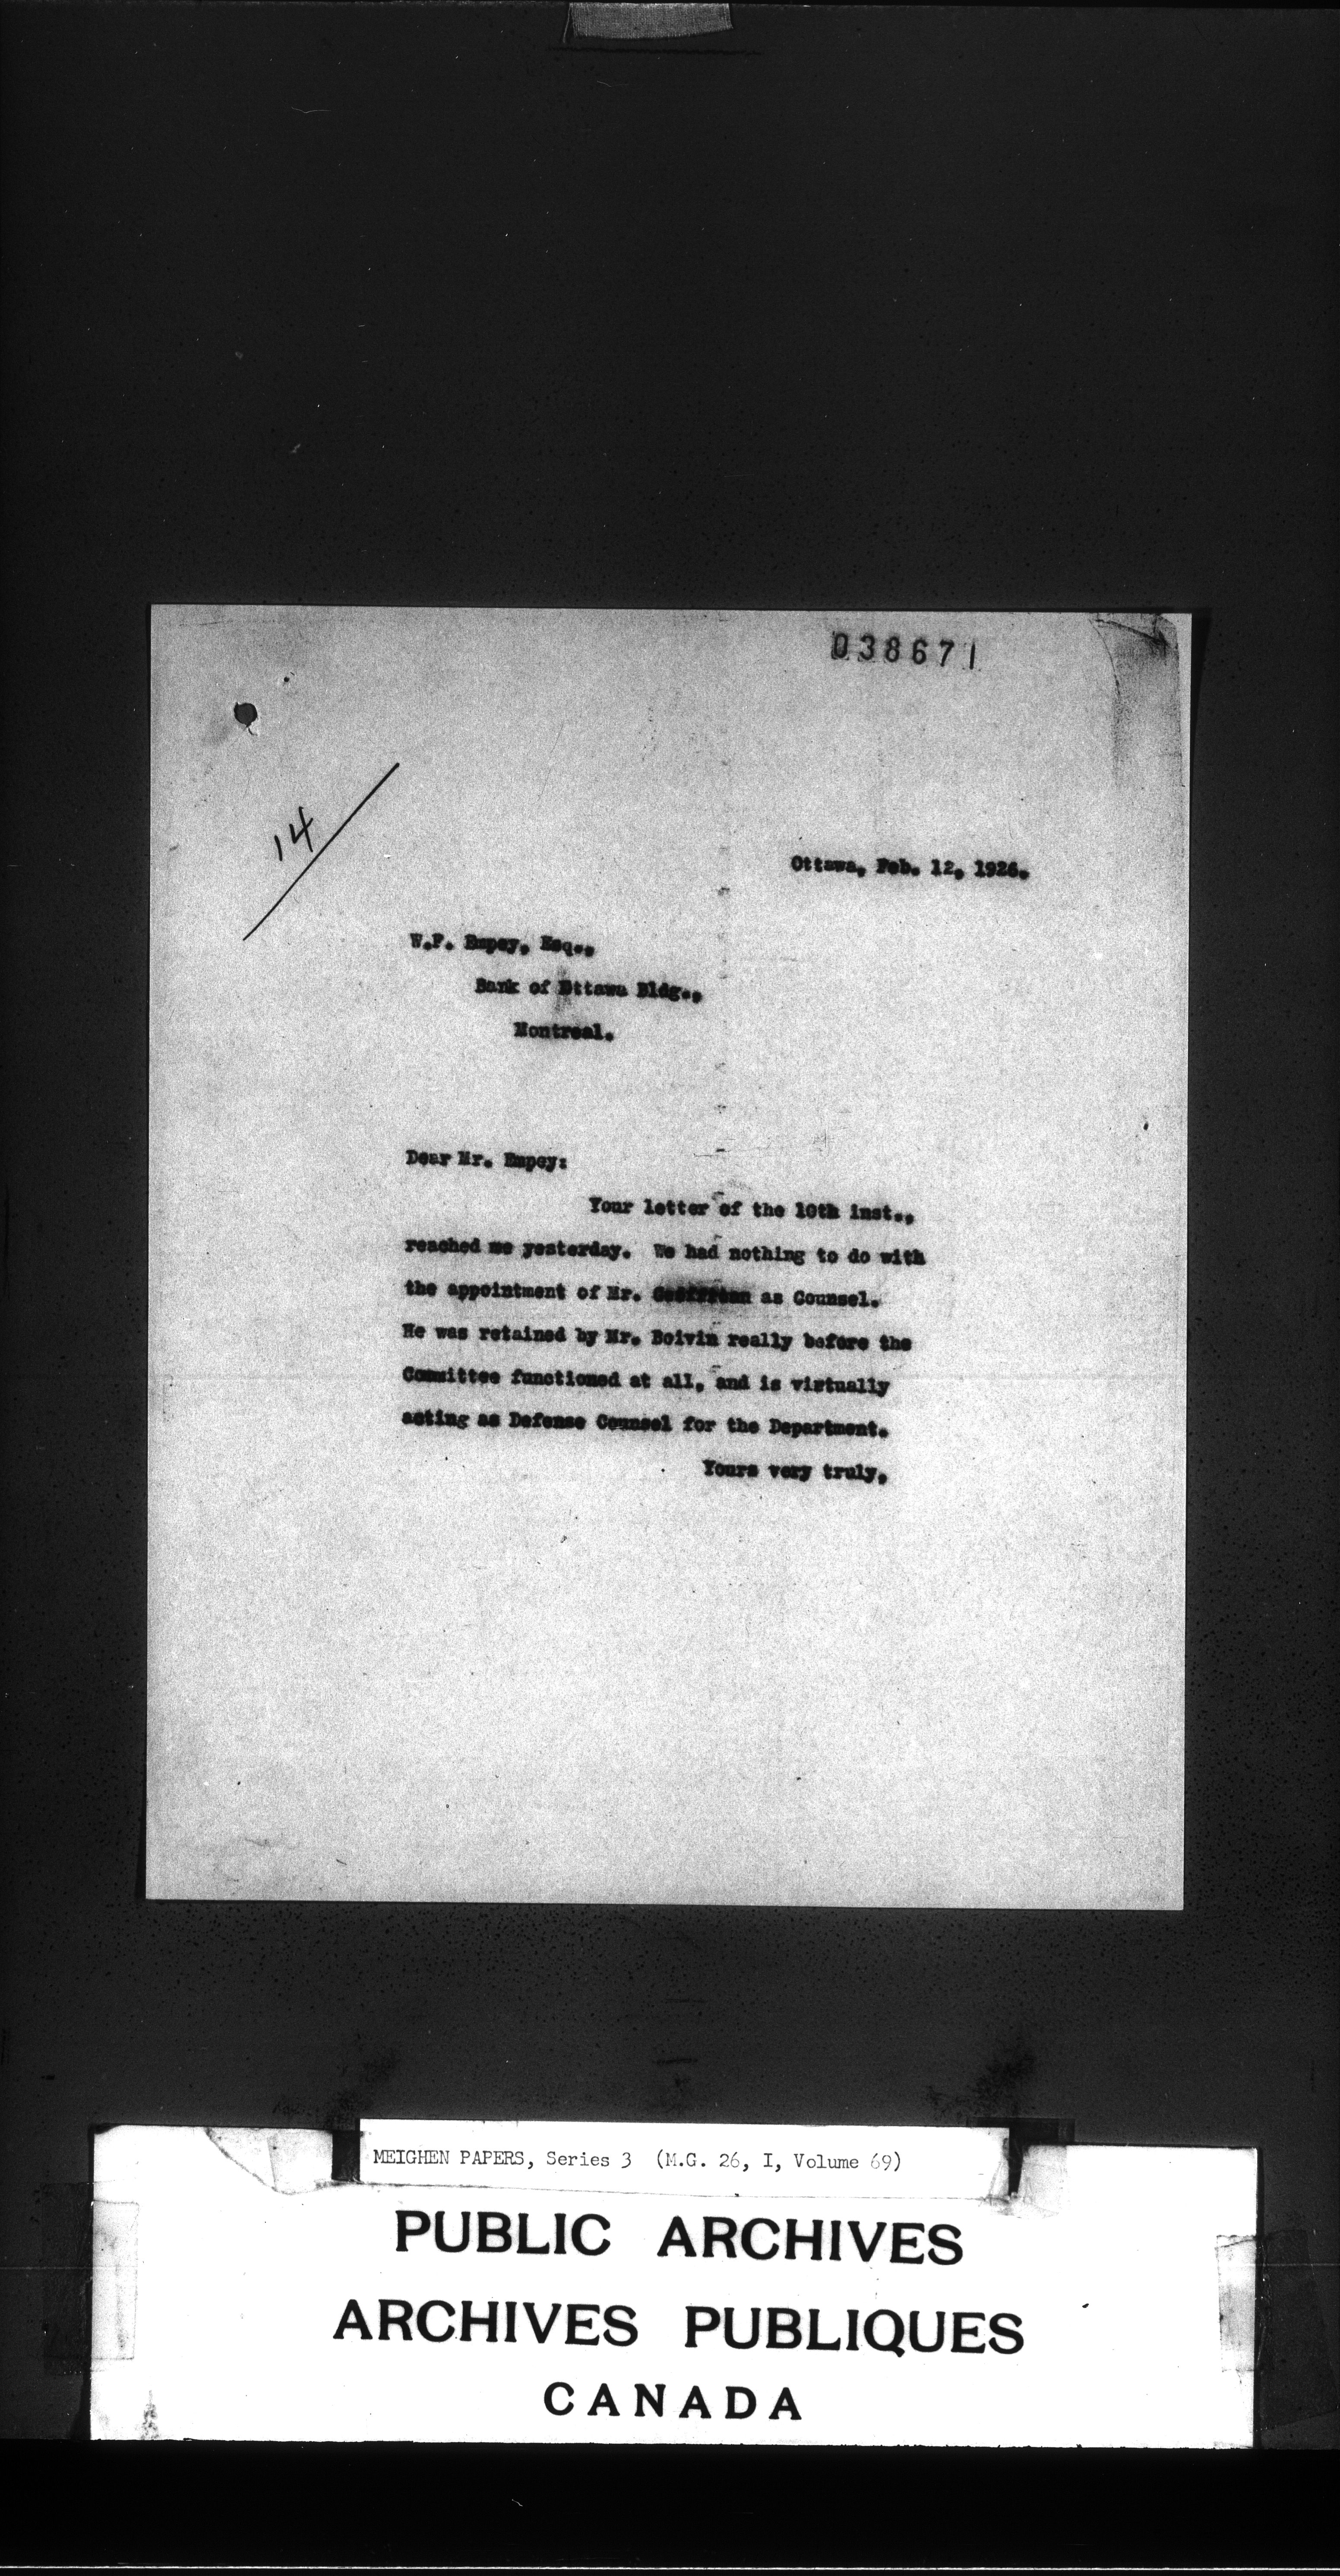 038671
14
Ottawa, Feb. 12, 1926.
W.F. Empey, Esq.,
Bank of Ottawa Bldg.,
Montreal.
Dear Mr. Empey:
Your letter of the 10th inst.,
reached me yesterday. We had nothing to do with
the appointment of Mr. as Counsel.
He was retained by Mr. Boivin really before the
Committee functioned at all, and is virtually
acting as Defense Counsel for the Department.
Yours very truly,
MEIGHEN PAPERS, Series 3 (M.G. 26, I, Volume 69)
PUBLIC ARCHIVES
ARCHIVES PUBLIQUES
CANADA